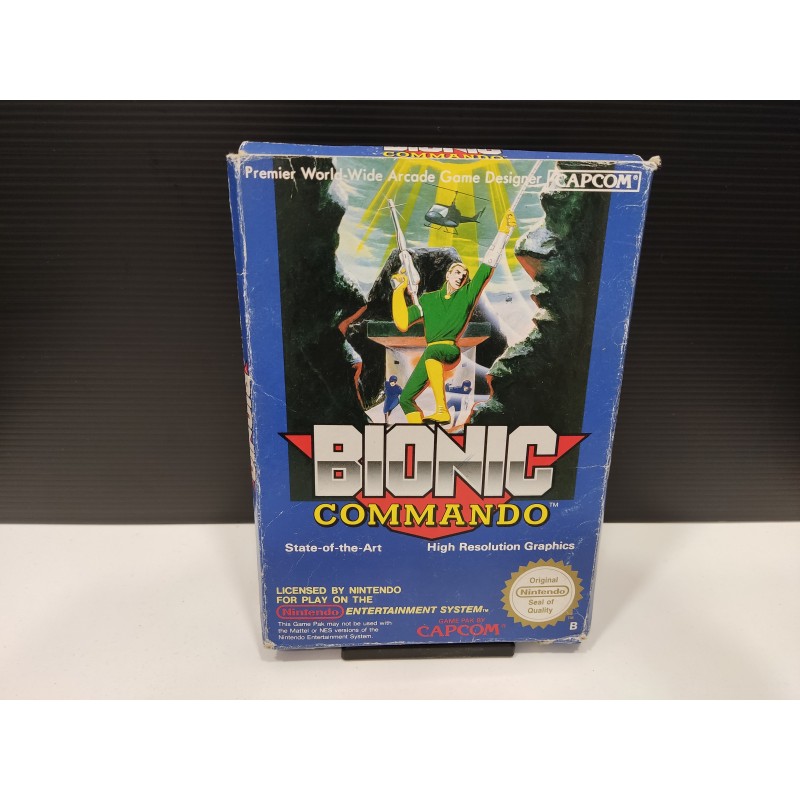 BIONIC
COMMANDO
Premier World-Wide Arcade Game Designer CAPCOM®
BIONIC
COMMANDO™
State-of-the-Art High Resolution Graphics
LICENSED BY NINTENDO
FOR PLAY ON THE
Nintendo ENTERTAINMENT SYSTEM™
This Game Pak may not be used with
the Mattel or NES versions of the
Nintendo Entertainment System.
GAME PAK BY
CAPCOM®
Original
Nintendo
Seal of
Quality
B